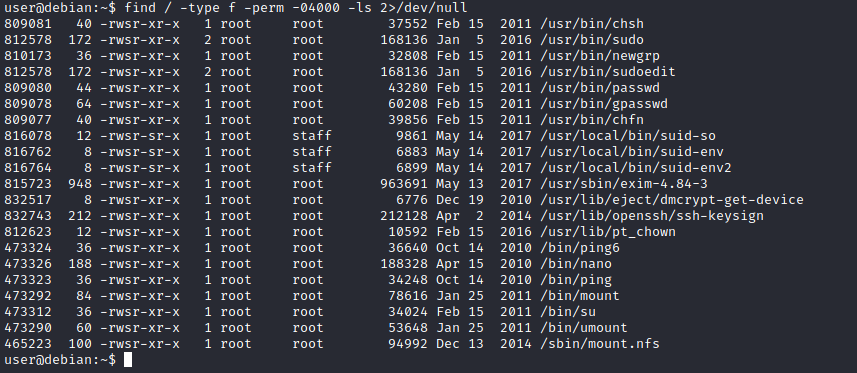 user@debian:~$ find / -type f -perm -04000 -ls 2>/dev/null
809081   40 -rwsr-xr-x   1 root     root        37552 Feb 15  2011 /usr/bin/chsh
812578  172 -rwsr-xr-x   2 root     root       168136 Jan  5  2016 /usr/bin/sudo
810173   36 -rwsr-xr-x   1 root     root        32808 Feb 15  2011 /usr/bin/newgrp
812578  172 -rwsr-xr-x   2 root     root       168136 Jan  5  2016 /usr/bin/sudoedit
809080   44 -rwsr-xr-x   1 root     root        43280 Feb 15  2011 /usr/bin/passwd
809078   64 -rwsr-xr-x   1 root     root        60208 Feb 15  2011 /usr/bin/gpasswd
809077   40 -rwsr-xr-x   1 root     root        39856 Feb 15  2011 /usr/bin/chfn
816078   12 -rwsr-sr-x   1 root     staff        9861 May 14  2017 /usr/local/bin/suid-so
816762    8 -rwsr-sr-x   1 root     staff        6883 May 14  2017 /usr/local/bin/suid-env
816764    8 -rwsr-sr-x   1 root     staff        6899 May 14  2017 /usr/local/bin/suid-env2
815723  948 -rwsr-xr-x   1 root     root       963691 May 13  2017 /usr/sbin/exim-4.84-3
832517    8 -rwsr-xr-x   1 root     root         6776 Dec 19  2010 /usr/lib/eject/dmcrypt-get-device
832743  212 -rwsr-xr-x   1 root     root       212128 Apr  2  2014 /usr/lib/openssh/ssh-keysign
812623   12 -rwsr-xr-x   1 root     root        10592 Feb 15  2016 /usr/lib/pt_chown
473324   36 -rwsr-xr-x   1 root     root        36640 Oct 14  2010 /bin/ping6
473326  188 -rwsr-xr-x   1 root     root       188328 Apr 15  2010 /bin/nano
473323   36 -rwsr-xr-x   1 root     root        34248 Oct 14  2010 /bin/ping
473292   84 -rwsr-xr-x   1 root     root        78616 Jan 25  2011 /bin/mount
473312   36 -rwsr-xr-x   1 root     root        34024 Feb 15  2011 /bin/su
473290   60 -rwsr-xr-x   1 root     root        53648 Jan 25  2011 /bin/umount
465223  100 -rwsr-xr-x   1 root     root        94992 Dec 13  2014 /sbin/mount.nfs
user@debian:~$